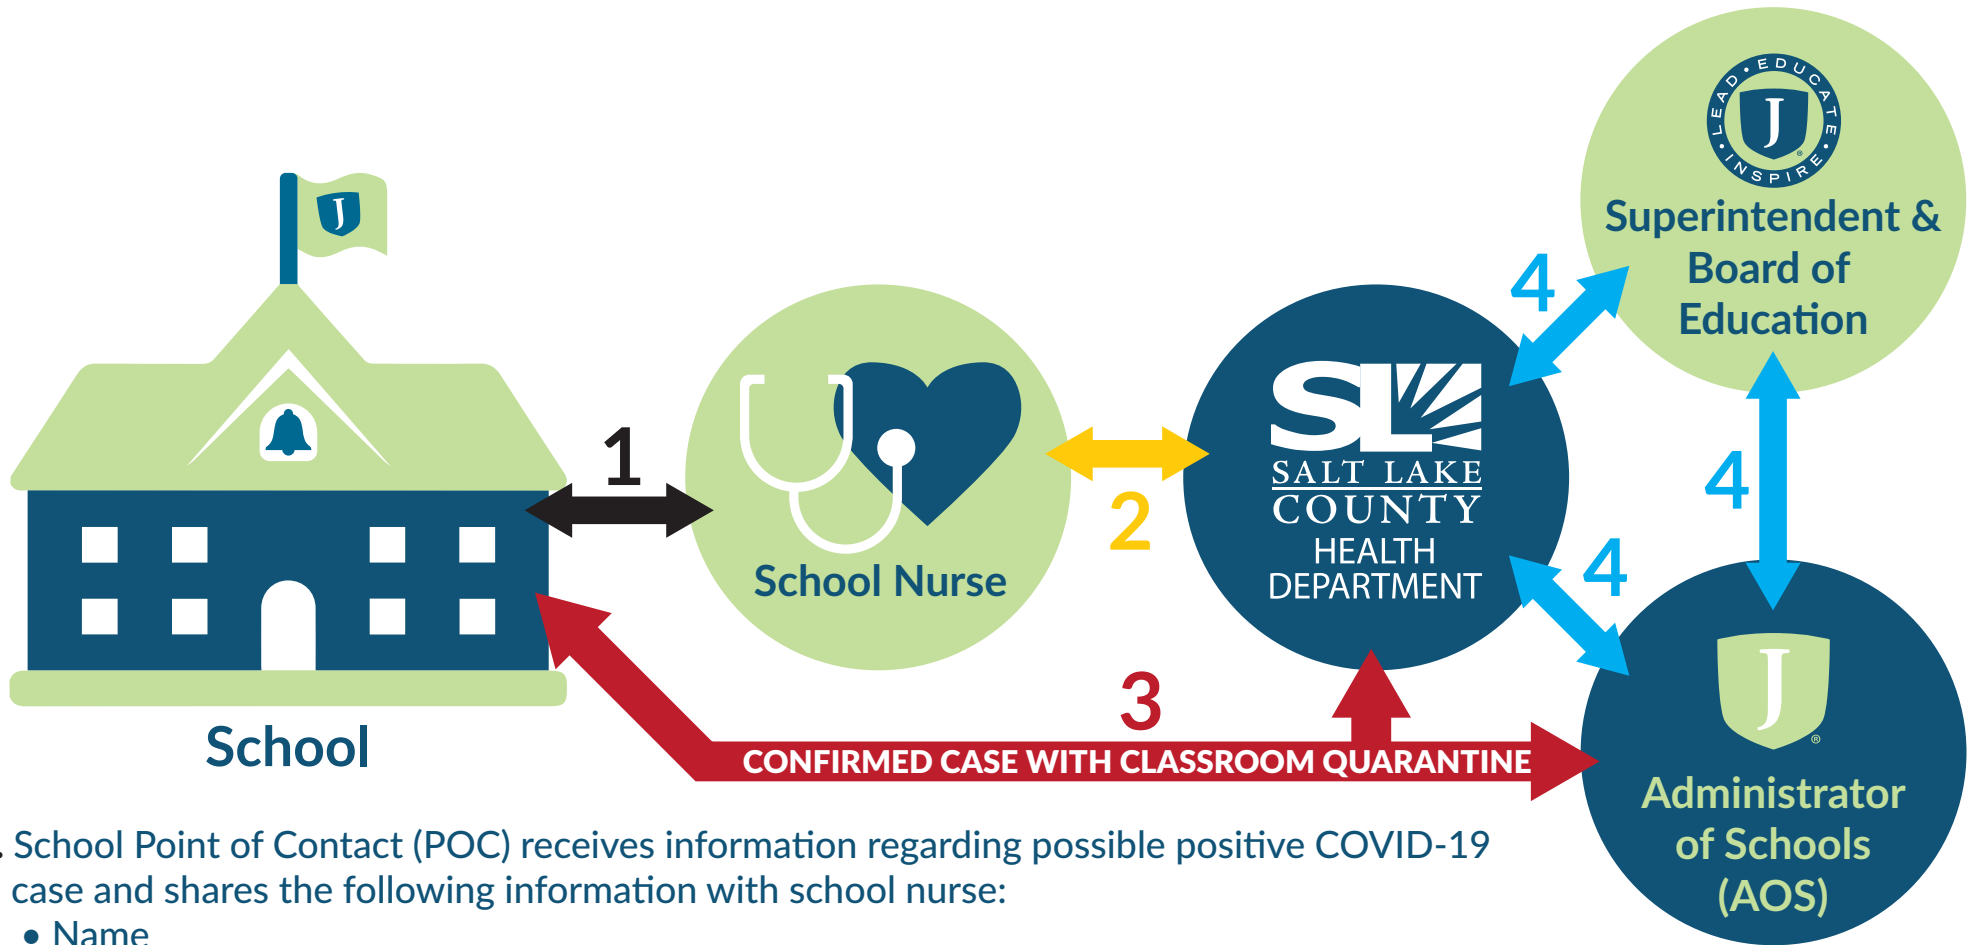 LEAD • EDUCATE • INSPIRE •
J
®
Superintendent &
Board of
Education
J
4
1
School Nurse
2
SL
SALT LAKE
COUNTY
HEALTH
DEPARTMENT
4
4
School
3
CONFIRMED CASE WITH CLASSROOM QUARANTINE
J
®
Administrator
of Schools
(AOS)
. School Point of Contact (POC) receives information regarding possible positive COVID-19
case and shares the following information with school nurse:
• Name